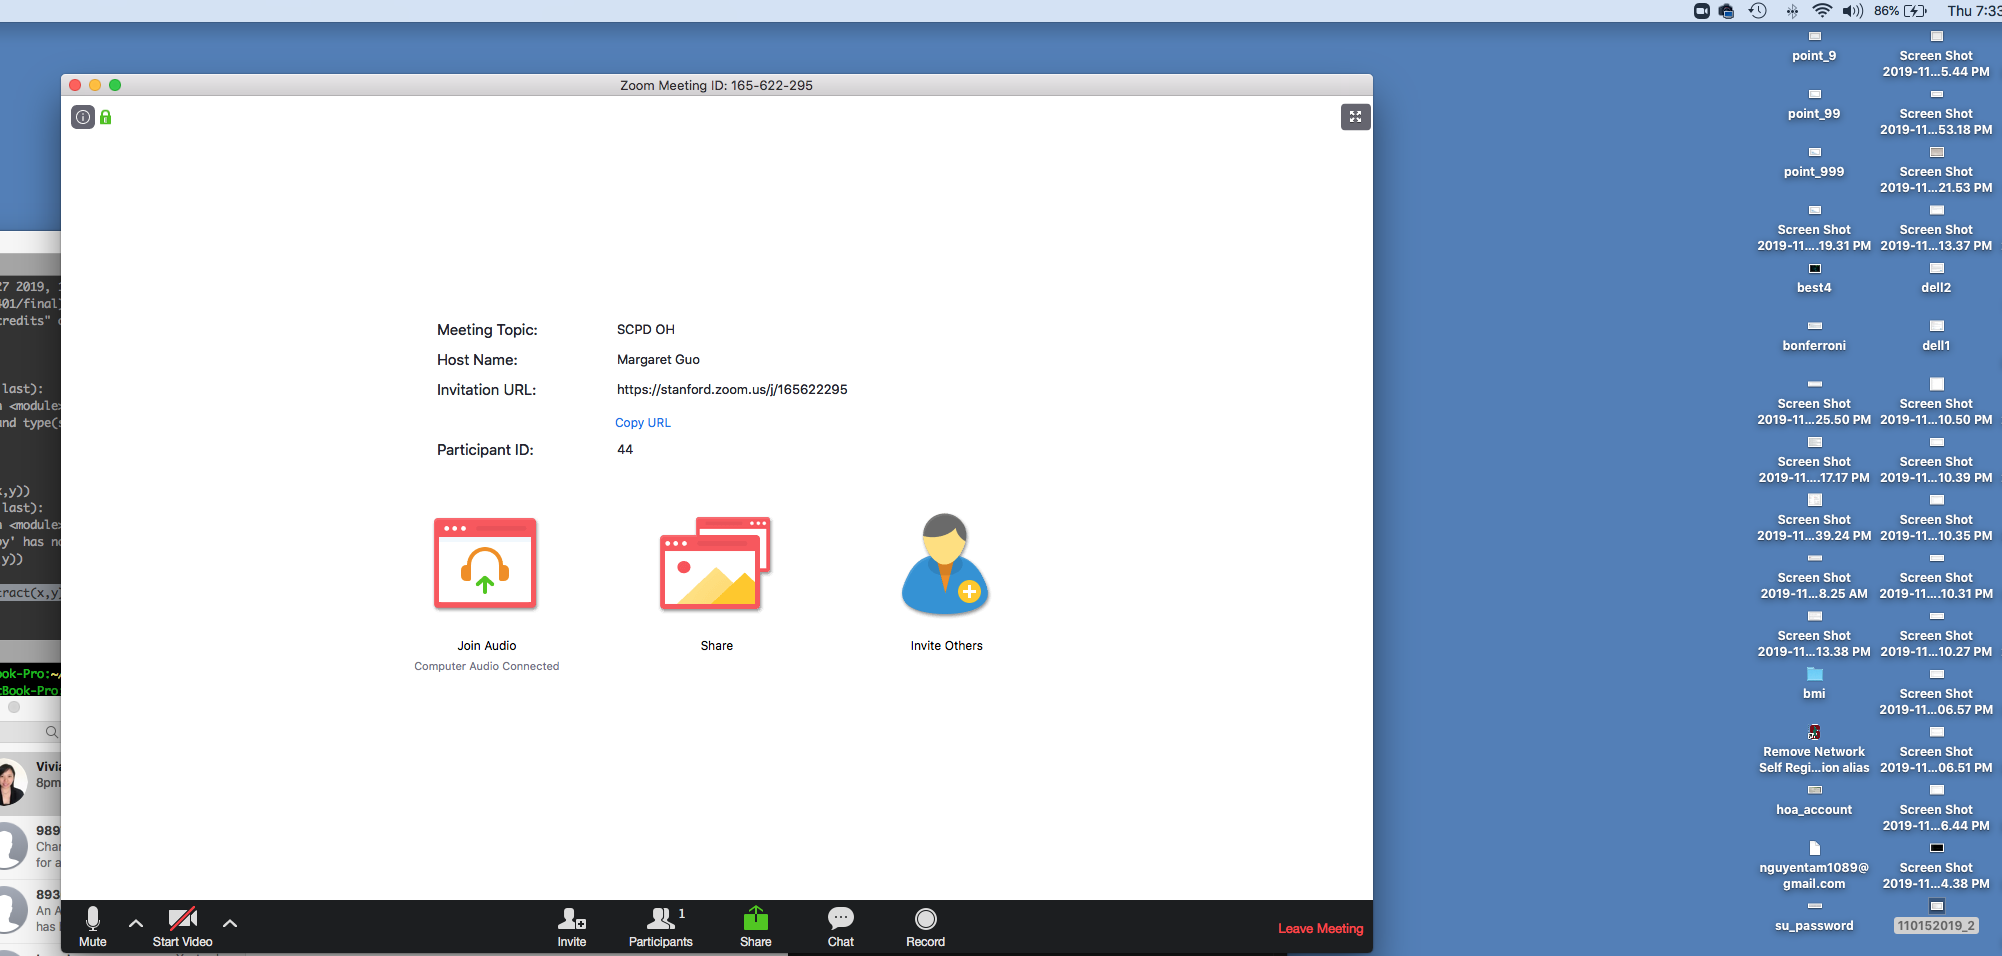 86%
Thu 7:33
Zoom Meeting ID: 165-622-295
Meeting Topic: SCPD OH
Host Name: Margaret Guo
Invitation URL: https://stanford.zoom.us/j/165622295
Copy URL
Participant ID: 44
Join Audio
Computer Audio Connected
Share
Invite Others
Mute
Start Video
Invite
Participants 1
Share
Chat
Record
Leave Meeting
27 2019,
401/final
redits"
last):
<module>
and type(
x,y))
last):
<module>
py' has
y))
ract(x,y
ook-Pro:~/
Book-Pro:
8pm
989
for a
893
An A
has
point_9
point_99
point_999
Screen Shot
2019-11....19.31 PM
best4
bonferroni
Screen Shot
2019-11...25.50 PM
Screen Shot
2019-11....17.17 PM
Screen Shot
2019-11...39.24 PM
Screen Shot
2019-11...8.25 AM
Screen Shot
2019-11...13.38 PM
bmi
Remove Network
Self Regi...ion alias
hoa_account
nguyentam1089@
gmail.com
su_password
Screen Shot
2019-11...5.44 PM
Screen Shot
2019-11...53.18 PM
Screen Shot
2019-11...21.53 PM
Screen Shot
2019-11...13.37 PM
dell2
dell1
Screen Shot
2019-11...10.50 PM
Screen Shot
2019-11...10.39 PM
Screen Shot
2019-11...10.35 PM
Screen Shot
2019-11....10.31 PM
Screen Shot
2019-11...10.27 PM
Screen Shot
2019-11...06.57 PM
Screen Shot
2019-11...06.51 PM
Screen Shot
2019-11...6.44 PM
Screen Shot
2019-11...4.38 PM
110152019_2